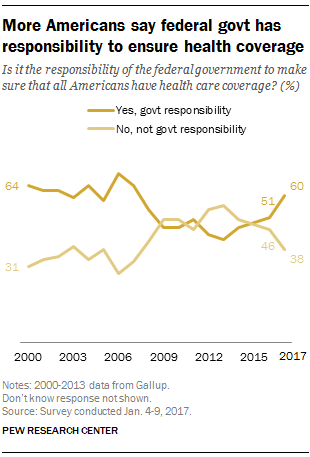 More Americans say federal govt has
responsibility to ensure health coverage
Is it the responsibility of the federal government to make
sure that all Americans have health care coverage? (%)
Yes, govt responsibility
No, not govt responsibility
64
60
51
46
38
31
2000 2003 2006 2009 2012 2015 2017
Notes: 2000-2013 data from Gallup.
Don't know response not shown.
Source: Survey conducted Jan. 4-9, 2017.
PEW RESEARCH CENTER